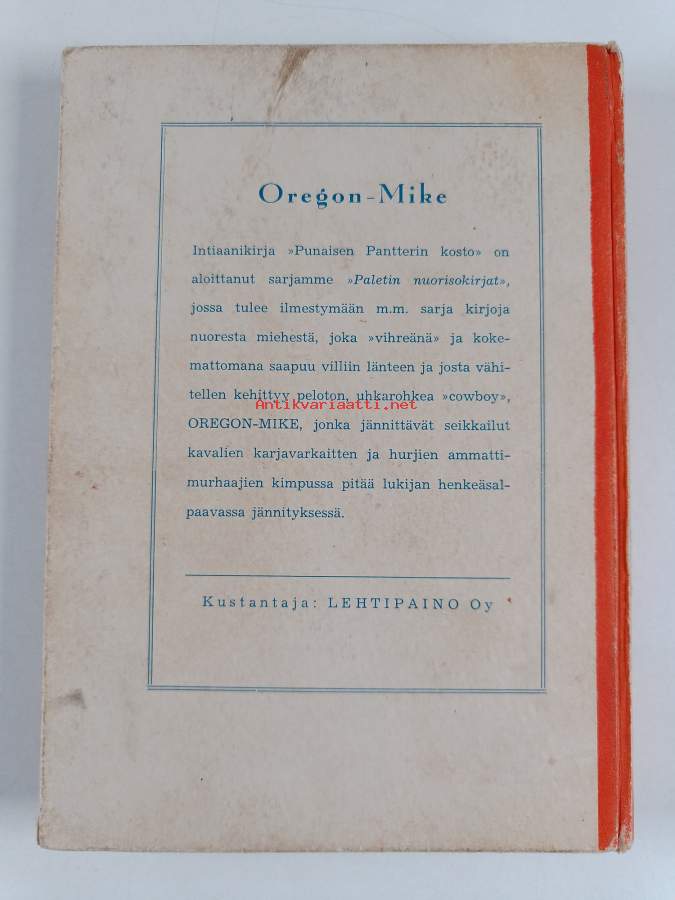 Oregon-Mike
Intiaanikirja »Punaisen Pantterin kosto» on
aloittanut sarjamme »Paletin nuorisokirjat»,
jossa tulee ilmestymään m.m. sarja kirjoja
nuoresta miehestä, joka »vihreänä» ja koke-
mattomana saapuu villiin länteen ja josta vähi-
tellen kehittyy peloton, uhkarohkea »cowboy»,
Antikvariaatti.net
OREGON-MIKE, jonka jännittävät seikkailut
kavalien karjavarkaitten ja hurjien ammatti-
murhaajien kimpussa pitää lukijan henkeäsal-
paavassa jännityksessä.
Kustantaja: LEHTIPAINO Oy